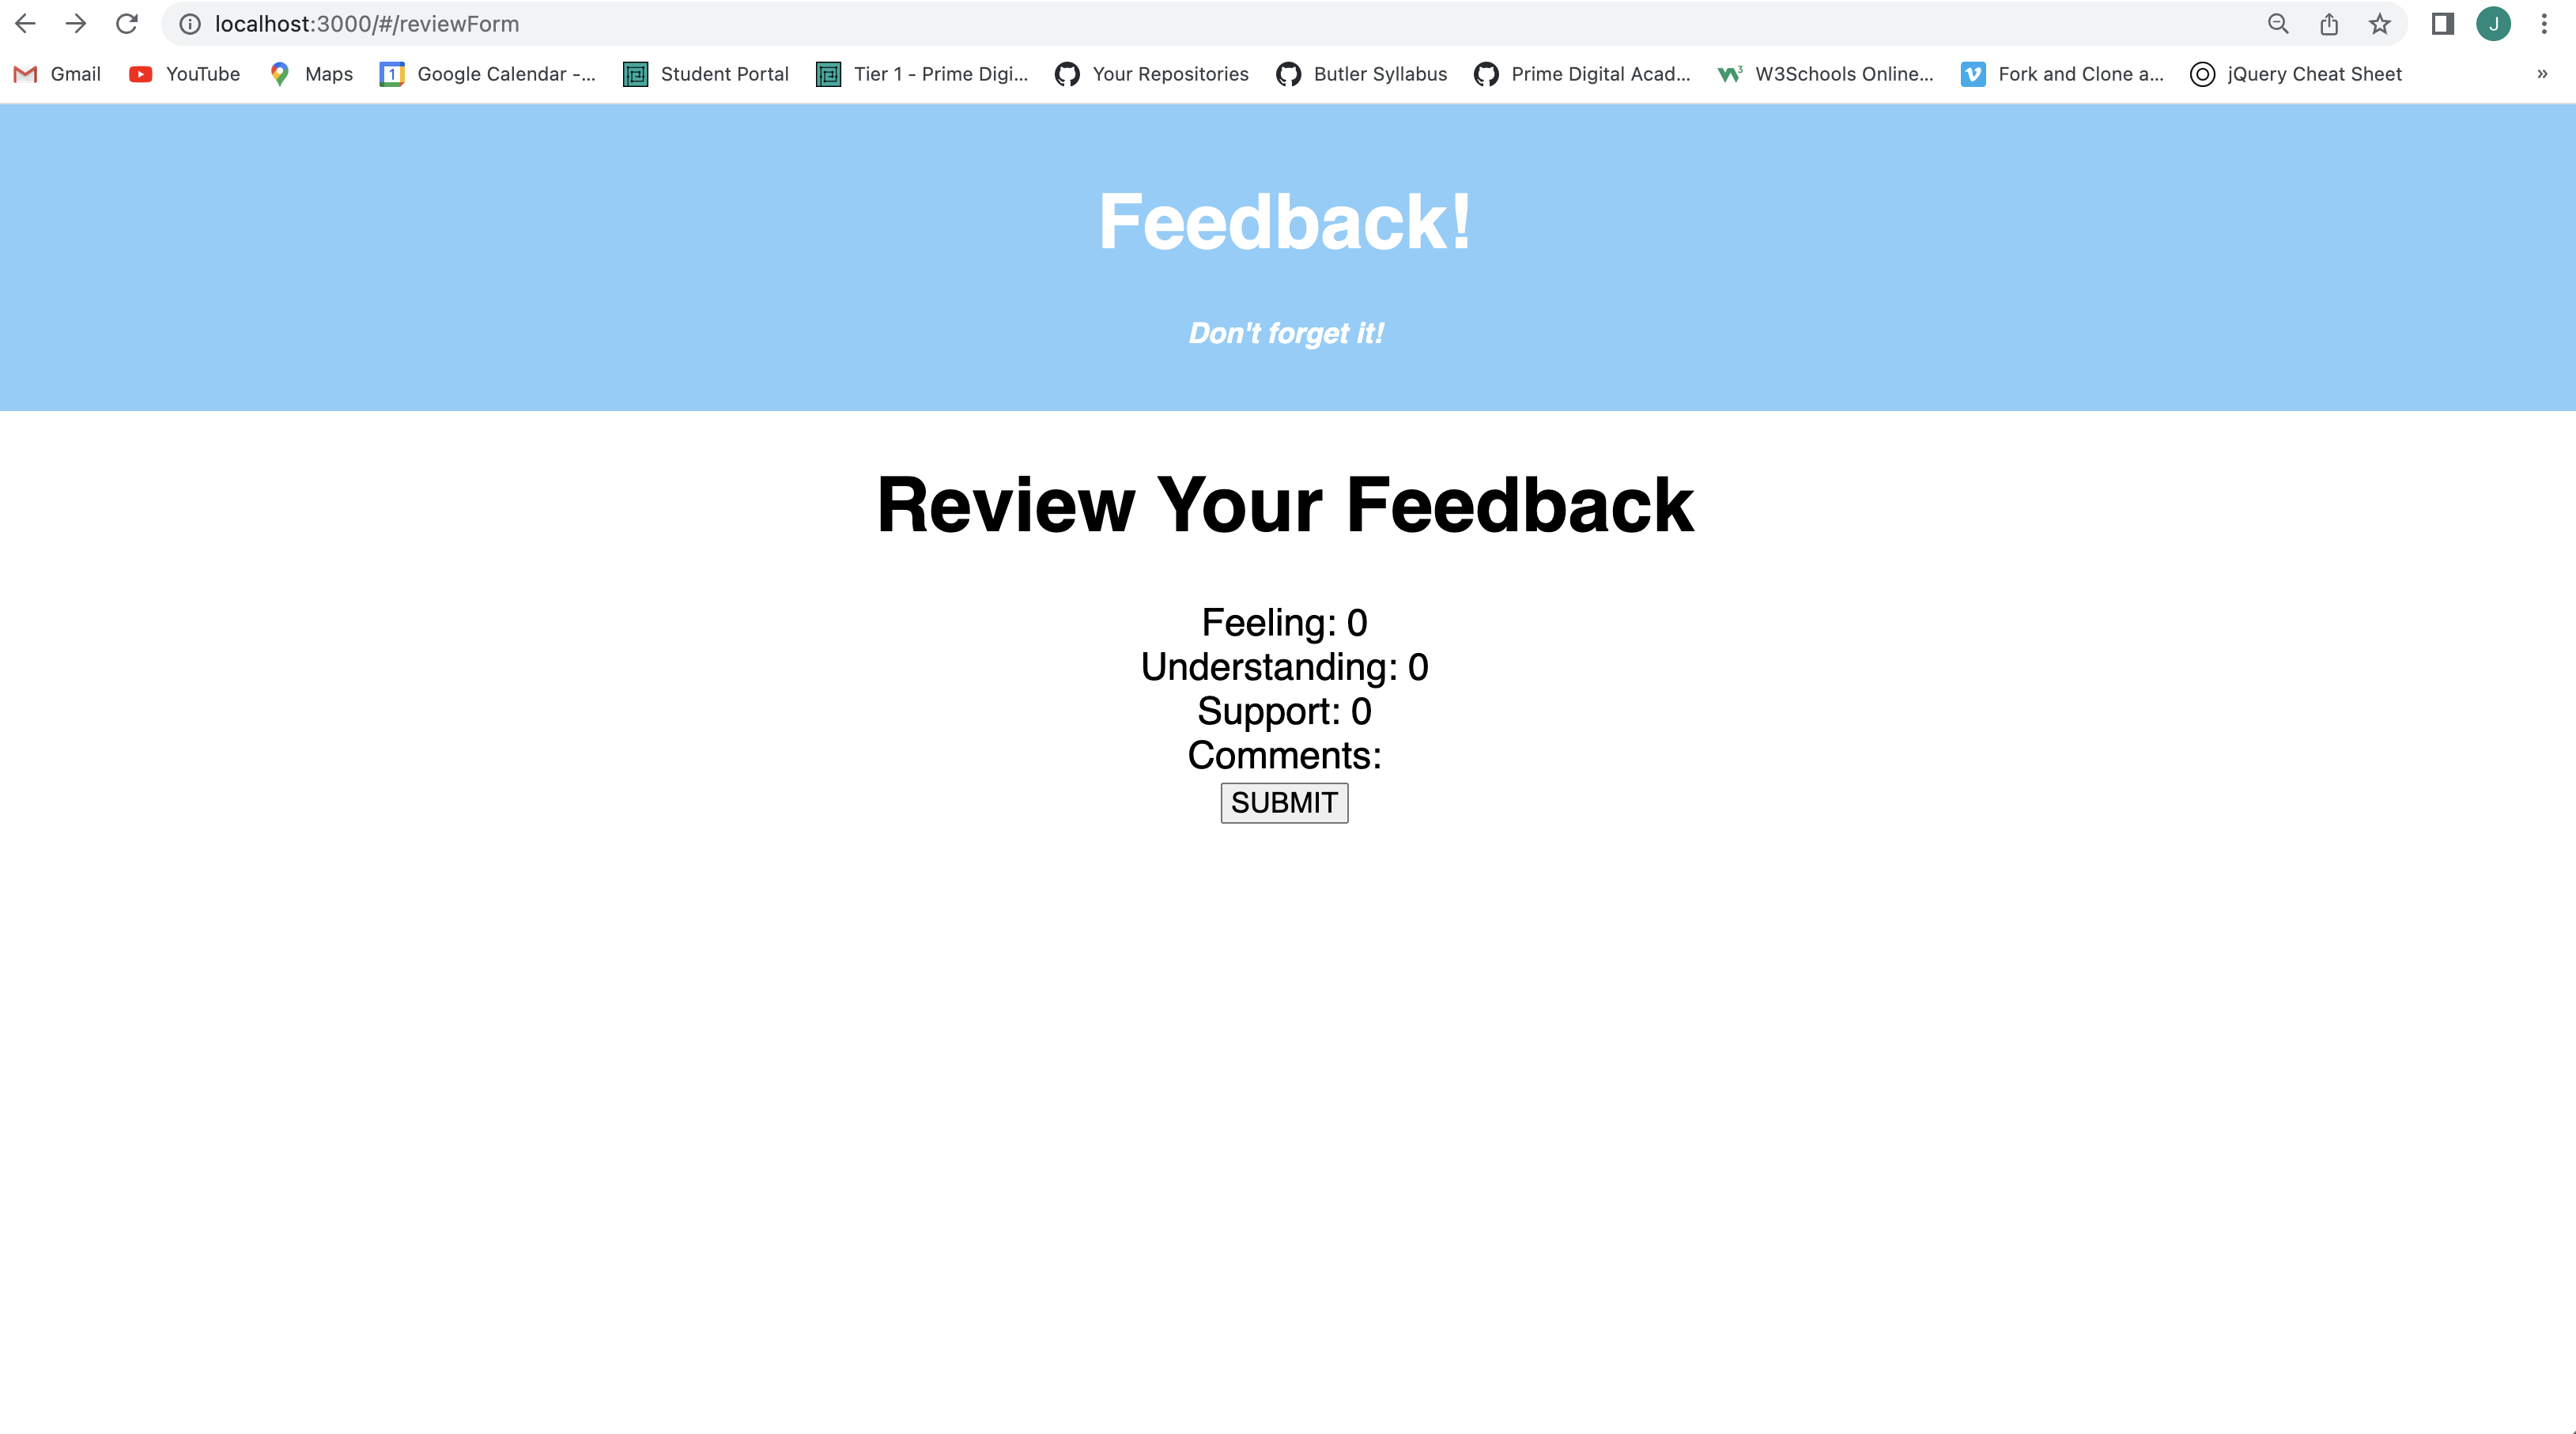 localhost:3000/#/reviewForm
J
Gmail YouTube Maps 1 Google Calendar -... Student Portal Tier 1 - Prime Digi... Your Repositories Butler Syllabus Prime Digital Acad... W3Schools Online... Fork and Clone a... jQuery Cheat Sheet »
Feedback!
Don't forget it!
Review Your Feedback
Feeling: 0
Understanding: 0
Support: 0
Comments:
SUBMIT